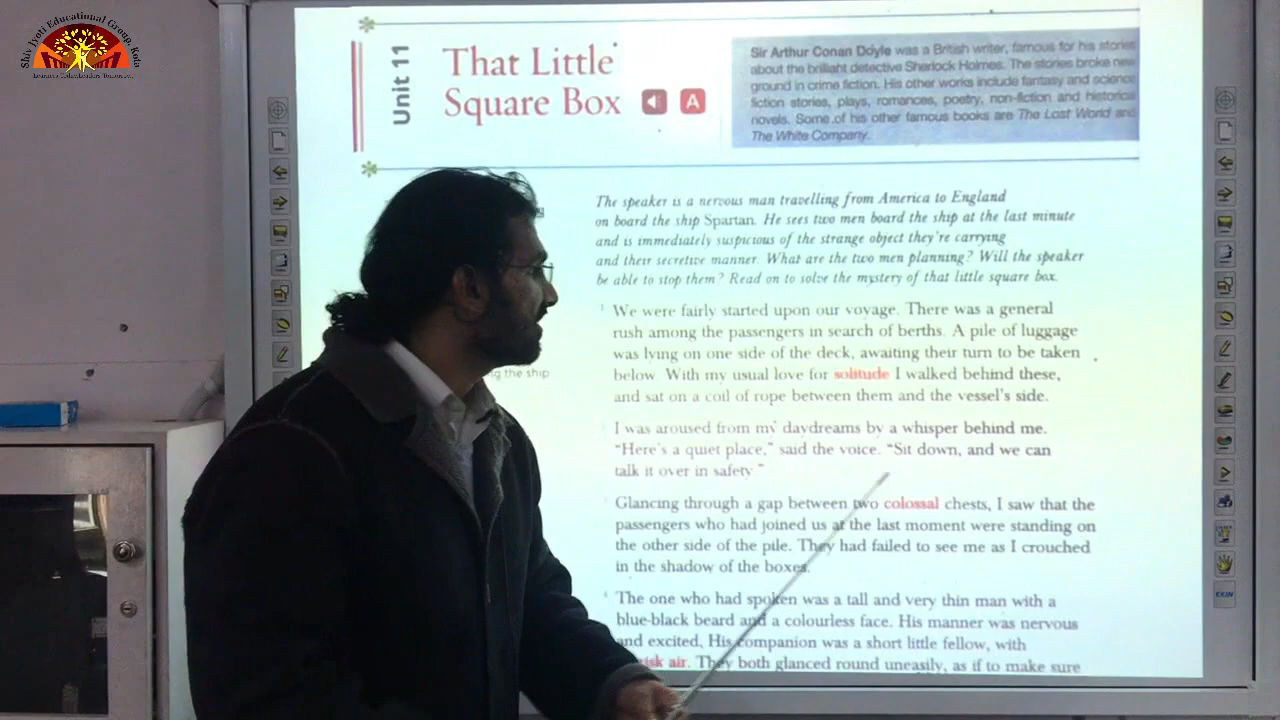 Shiv Jyoti Educational Group, Kota
Unit 11
That Little
Square Box
A
Sir Arthur Conan Doyle was a British writer, famous for his stories
about the brilliant detective Sherlock Holmes. The stories broke new
ground in crime fiction. His other works include fantasy and science
fiction stories, plays, romances, poetry, non-fiction and historical
novels. Some of his other famous books are The Lost World and
The White Company.
The speaker is a nervous man travelling from America to England
on board the ship Spartan. He sees two men board the ship at the last minute
and is immediately suspicious of the strange object they're carrying
and their secretive manner. What are the two men planning? Will the speaker
be able to stop them? Read on to solve the mystery of that little square box.
1 We were fairly started upon our voyage. There was a general
rush among the passengers in search of berths. A pile of luggage
was lying on one side of the deck, awaiting their turn to be taken
below. With my usual love for solitude I walked behind these,
and sat on a coil of rope between them and the vessel's side.
the ship
I was aroused from my daydreams by a whisper behind me.
"Here's a quiet place," said the voice. "Sit down, and we can
talk it over in safety."
Glancing through a gap between two colossal chests, I saw that the
passengers who had joined us at the last moment were standing on
the other side of the pile. They had failed to see me as I crouched
in the shadow of the boxes.
4 The one who had spoken was a tall and very thin man with a
blue-black beard and a colourless face. His manner was nervous
and excited. His companion was a short little fellow, with
air. They both glanced round uneasily, as if to make sure